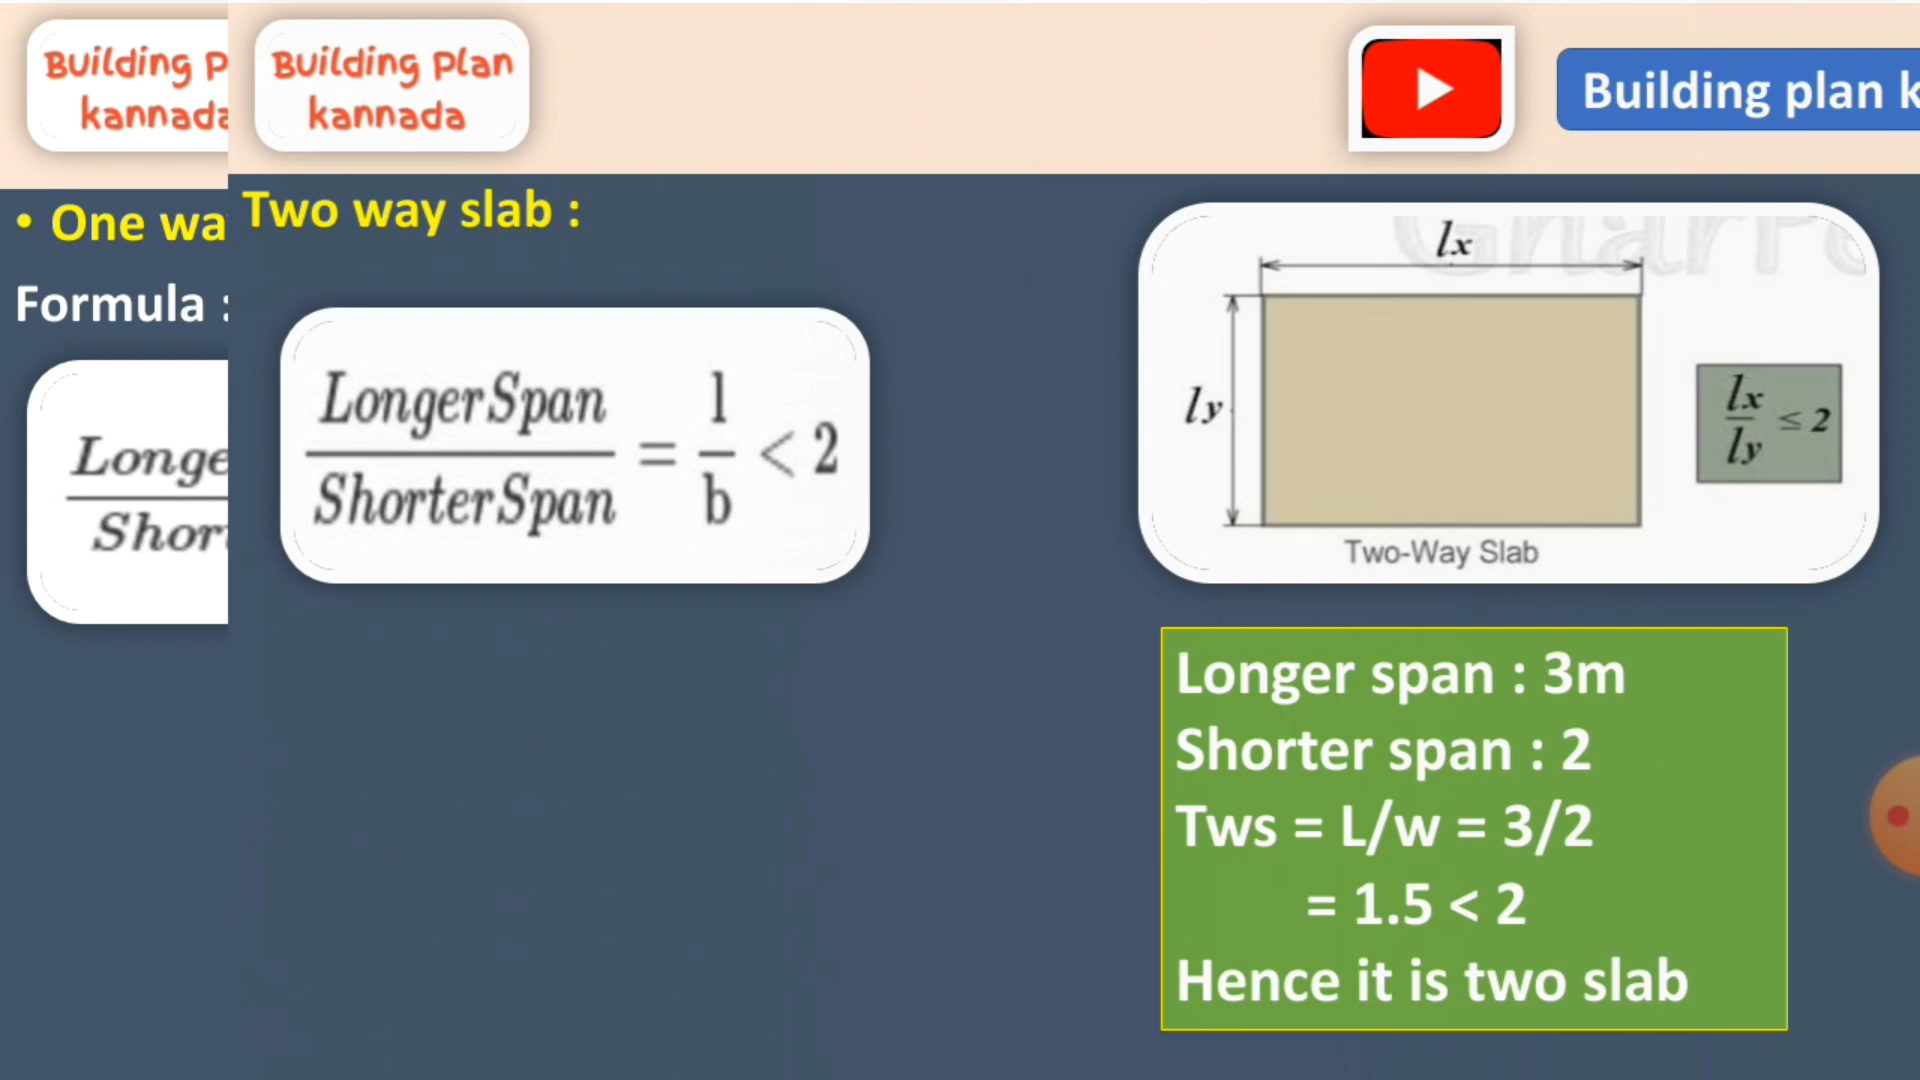 Building P
kannada
Building Plan
kannada
Building plan k
• One wa
Formula :
Longe
Shor
Two way slab :
LongerSpan
ShorterSpan
= l
b
< 2
lx
ly
lx
ly
≤ 2
Two-Way Slab
Longer span : 3m
Shorter span : 2
Tws = L/w = 3/2
= 1.5 < 2
Hence it is two slab